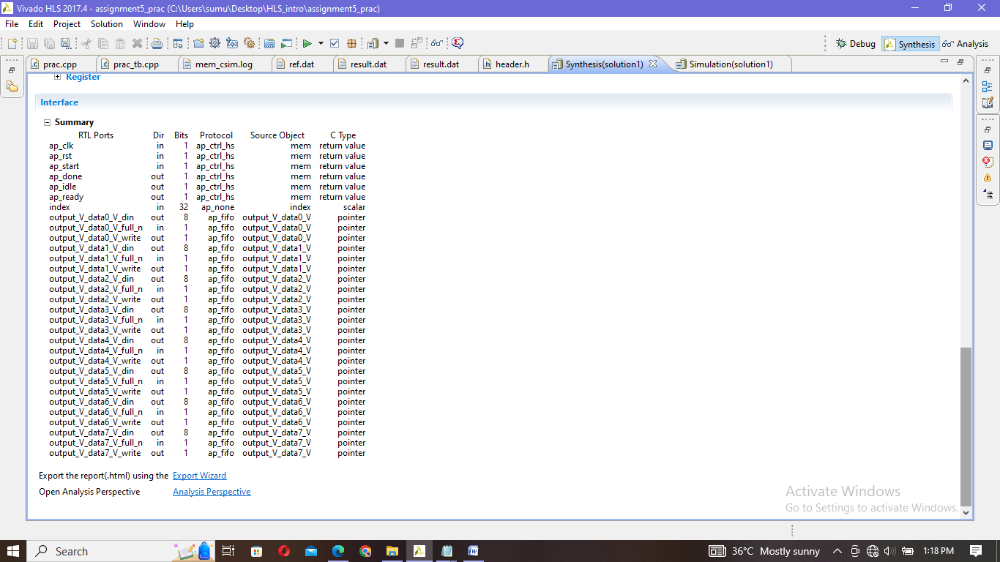 Vivado HLS 2017.4 - assignment5_prac (C:\Users\sumu\Desktop\HLS_intro\assignment5_prac)
File Edit Project Solution Window Help
Debug Synthesis Analysis
prac.cpp prac_tb.cpp mem_csim.log ref.dat result.dat result.dat header.h Synthesis(solution1) Simulation(solution1)
Register
Interface
Summary
RTL Ports Dir Bits Protocol Source Object C Type
ap_clk in 1 ap_ctrl_hs mem return value
ap_rst in 1 ap_ctrl_hs mem return value
ap_start in 1 ap_ctrl_hs mem return value
ap_done out 1 ap_ctrl_hs mem return value
ap_idle out 1 ap_ctrl_hs mem return value
ap_ready out 1 ap_ctrl_hs mem return value
index in 32 ap_none index scalar
output_V_data0_V_din out 8 ap_fifo output_V_data0_V pointer
output_V_data0_V_full_n in 1 ap_fifo output_V_data0_V pointer
output_V_data0_V_write out 1 ap_fifo output_V_data0_V pointer
output_V_data1_V_din out 8 ap_fifo output_V_data1_V pointer
output_V_data1_V_full_n in 1 ap_fifo output_V_data1_V pointer
output_V_data1_V_write out 1 ap_fifo output_V_data1_V pointer
output_V_data2_V_din out 8 ap_fifo output_V_data2_V pointer
output_V_data2_V_full_n in 1 ap_fifo output_V_data2_V pointer
output_V_data2_V_write out 1 ap_fifo output_V_data2_V pointer
output_V_data3_V_din out 8 ap_fifo output_V_data3_V pointer
output_V_data3_V_full_n in 1 ap_fifo output_V_data3_V pointer
output_V_data3_V_write out 1 ap_fifo output_V_data3_V pointer
output_V_data4_V_din out 8 ap_fifo output_V_data4_V pointer
output_V_data4_V_full_n in 1 ap_fifo output_V_data4_V pointer
output_V_data4_V_write out 1 ap_fifo output_V_data4_V pointer
output_V_data5_V_din out 8 ap_fifo output_V_data5_V pointer
output_V_data5_V_full_n in 1 ap_fifo output_V_data5_V pointer
output_V_data5_V_write out 1 ap_fifo output_V_data5_V pointer
output_V_data6_V_din out 8 ap_fifo output_V_data6_V pointer
output_V_data6_V_full_n in 1 ap_fifo output_V_data6_V pointer
output_V_data6_V_write out 1 ap_fifo output_V_data6_V pointer
output_V_data7_V_din out 8 ap_fifo output_V_data7_V pointer
output_V_data7_V_full_n in 1 ap_fifo output_V_data7_V pointer
output_V_data7_V_write out 1 ap_fifo output_V_data7_V pointer
Export the report(.html) using the Export Wizard
Open Analysis Perspective Analysis Perspective
Activate Windows
Go to Settings to activate Windows.
Search
36°C Mostly sunny
1:18 PM